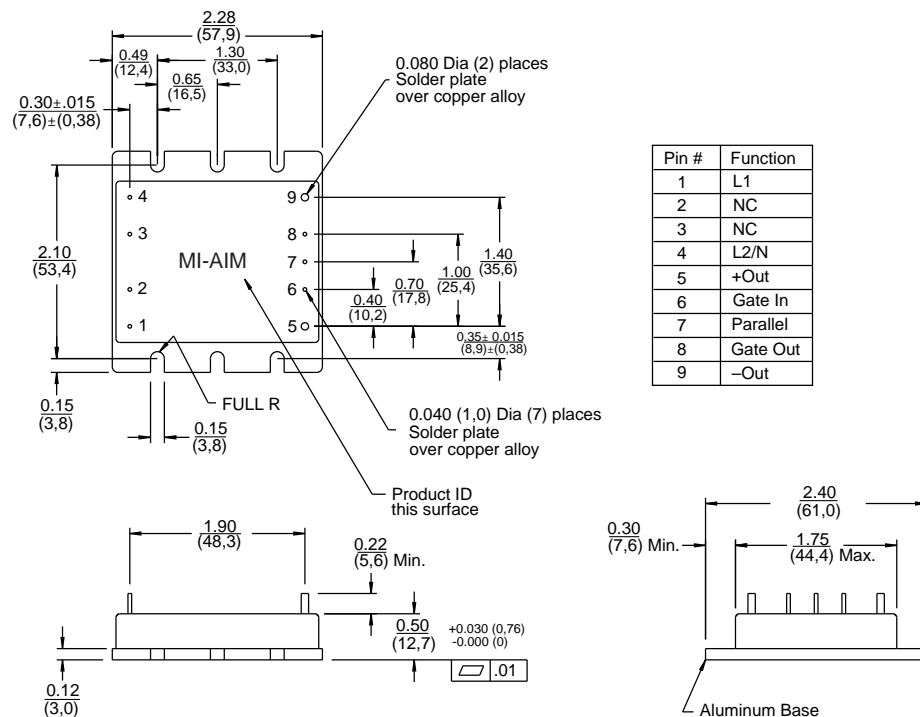 2.28
(57,9)
0.49
(12,4)
1.30
(33,0)
0.65
(16,5)
0.30±.015
(7,6)±(0,38)
0.080 Dia (2) places
Solder plate
over copper alloy
4
3
2
1
9
8
7
6
5
MI-AIM
2.10
(53,4)
1.40
(35,6)
1.00
(25,4)
0.70
(17,8)
0.40
(10,2)
0.35± 0.015
(8,9)±(0,38)
0.15
(3,8)
FULL R
0.15
(3,8)
0.040 (1,0) Dia (7) places
Solder plate
over copper alloy
Product ID
this surface
Pin # Function
1 L1
2 NC
3 NC
4 L2/N
5 +Out
6 Gate In
7 Parallel
8 Gate Out
9 –Out
1.90
(48,3)
0.22
(5,6) Min.
0.50
(12,7)
+0.030 (0,76)
-0.000 (0)
.01
0.12
(3,0)
2.40
(61,0)
0.30
(7,6) Min.
1.75
(44,4) Max.
Aluminum Base